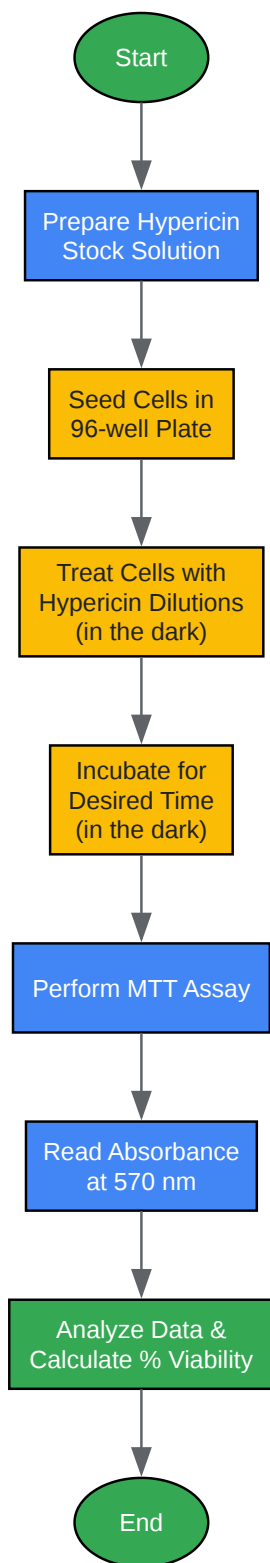 Start
Prepare Hypericin
Stock Solution
Seed Cells in
96-well Plate
Treat Cells with
Hypericin Dilutions
(in the dark)
Incubate for
Desired Time
(in the dark)
Perform MTT Assay
Read Absorbance
at 570 nm
Analyze Data &
Calculate % Viability
End